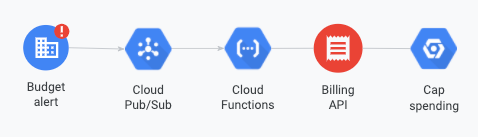 Budget
alert
Cloud
Pub/Sub
Cloud
Functions
Billing
API
Cap
spending